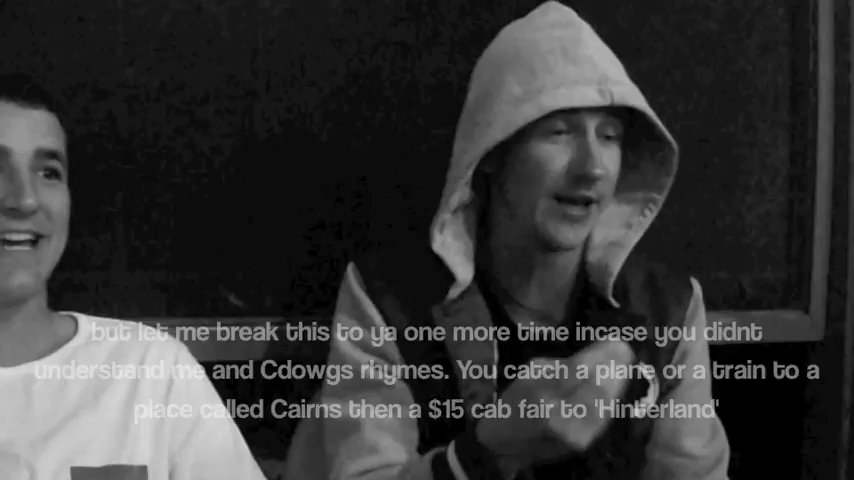 but let me break this to ya one more time incase you didnt
understand me and Cdowgs rhymes. You catch a plane or a train to a
place called Cairns then a $15 cab fair to 'Hinterland'